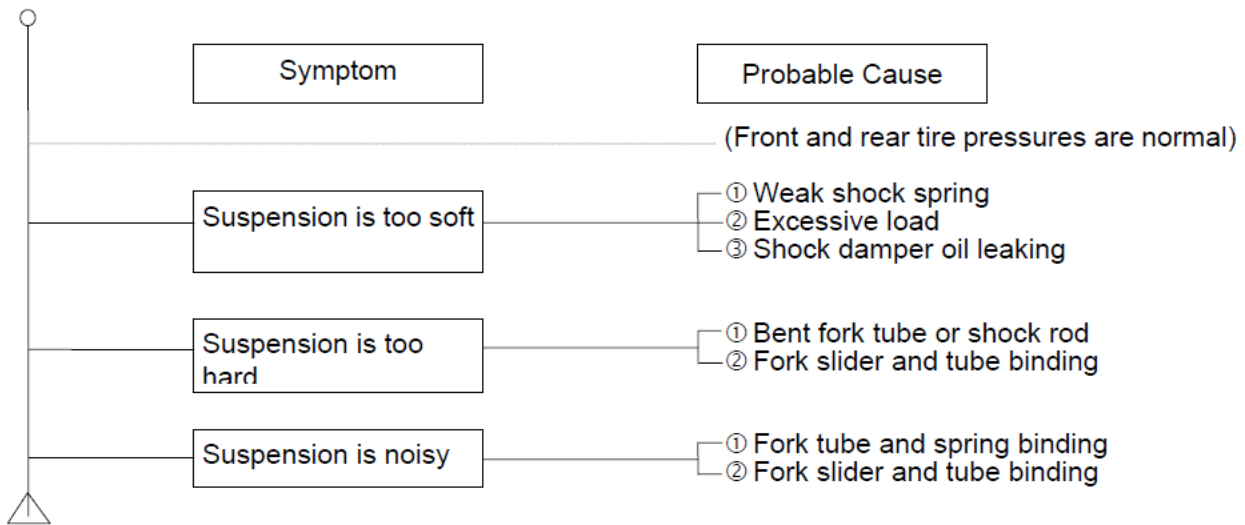 Symptom
Probable Cause
(Front and rear tire pressures are normal)
Suspension is too soft
① Weak shock spring
② Excessive load
③ Shock damper oil leaking
Suspension is too
hard
① Bent fork tube or shock rod
② Fork slider and tube binding
Suspension is noisy
① Fork tube and spring binding
② Fork slider and tube binding